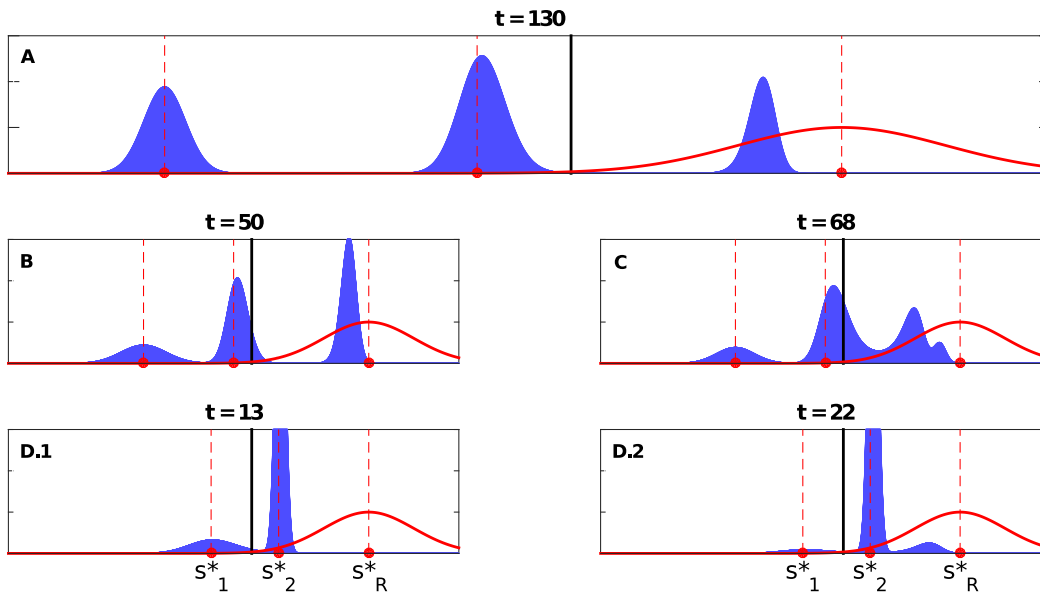 t=130
A
t=50
B
t=68
C
t=13
D.1
t=22
D.2
s*1 s*2 s*R
s*1 s*2 s*R